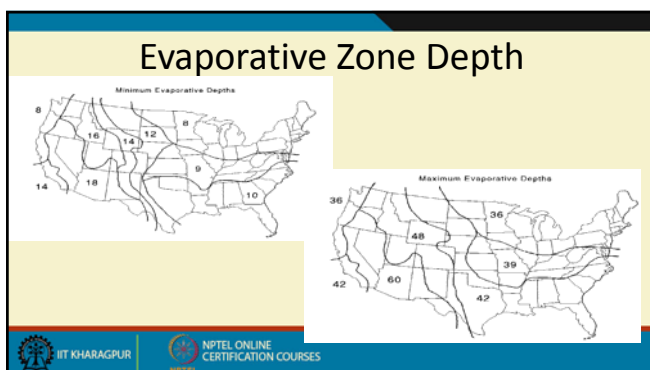 Evaporative Zone Depth
Minimum Evaporative Depths
8
8
16
14
12
9
14
18
10
Maximum Evaporative Depths
36
36
48
39
42
60
42
IIT KHARAGPUR
NPTEL ONLINE
CERTIFICATION COURSES